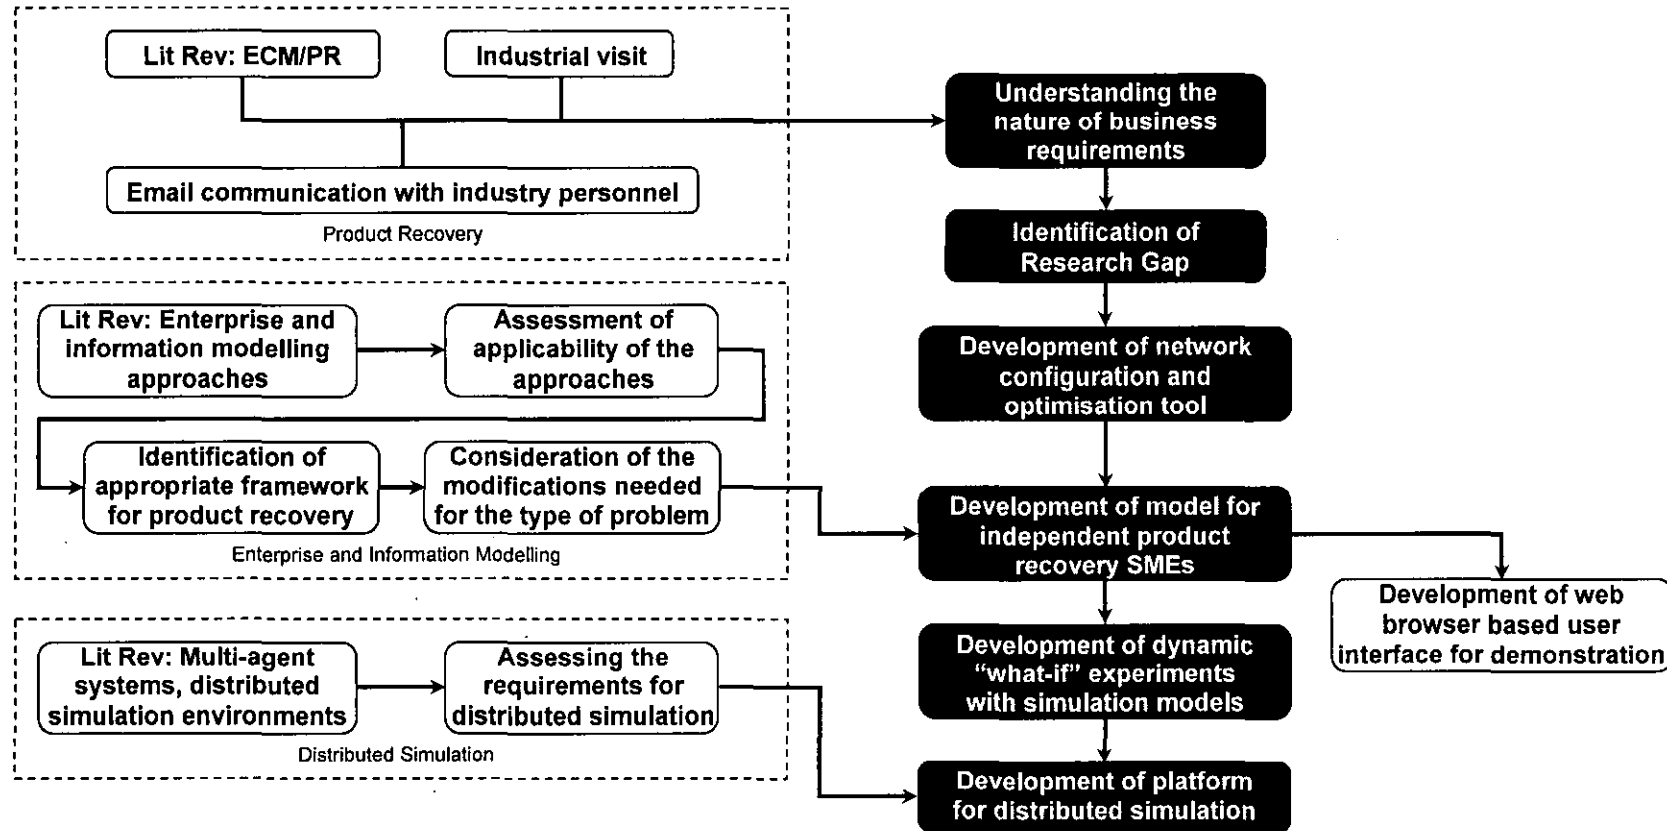 Lit Rev: ECM/PR
Industrial visit
Email communication with industry personnel
Product Recovery
Lit Rev: Enterprise and
information modelling
approaches
Assessment of
applicability of the
approaches
Identification of
appropriate framework
for product recovery
Consideration of the
modifications needed
for the type of problem
Enterprise and Information Modelling
Lit Rev: Multi-agent
systems, distributed
simulation environments
Assessing the
requirements for
distributed simulation
Distributed Simulation
Understanding the
nature of business
requirements
Identification of
Research Gap
Development of network
configuration and
optimisation tool
Development of model for
independent product
recovery SMEs
Development of dynamic
“what-if” experiments
with simulation models
Development of platform
for distributed simulation
Development of web
browser based user
interface for demonstration